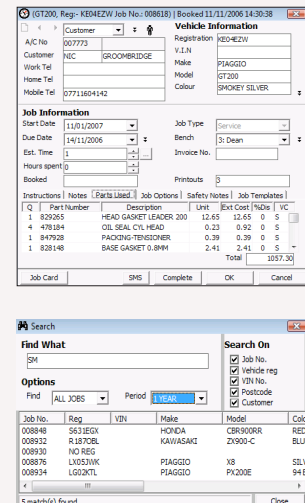 (GT200, Reg:- KE04EZW Job No.: 008618) | Booked 11/11/2006 14:30:38
Customer Vehicle Information
A/C No 007773 Registration KE04EZW
Customer NIC GROOMBRIDGE V.I.N
Work Tel Make PIAGGIO
Home Tel Model GT200
Mobile Tel 07711604142 Colour SMOKEY SILVER
Job Information
Start Date 11/01/2007 Job Type Service
Due Date 14/11/2006 Bench 3: Dean
Est. Time 1 ... Invoice No.
Hours spent 0
Booked Printouts 3
Instructions | Notes | Parts Used | Job Options | Safety Notes | Job Templates
Q Part Number Description Unit Ext Cost %Dis VC
1 829265 HEAD GASKET LEADER 200 12.65 12.65 0 S
4 478184 OIL SEAL CYL HEAD 0.23 0.92 0 S
1 847928 PACKING-TENSIONER 0.39 0.39 0 S
1 828148 BASE GASKET 0.8MM 2.41 2.41 0 S
Total 1057.30
Job Card SMS Complete OK Cancel
Search
Find What Search On
SM Job No.
Vehicle reg
Options VIN No.
Find ALL JOBS Period 1 YEAR Postcode
Customer
Job No. Reg VIN Make Model Colo
008848 S631EGX HONDA CBR900RR RED
008932 R187OBL KAWASAKI ZX900-C BLU
008930 NO REG
008876 LX05JWK PIAGGIO X8 SILV
008934 LG02KTL PIAGGIO PX200E 94 E
5 match(s) found Close